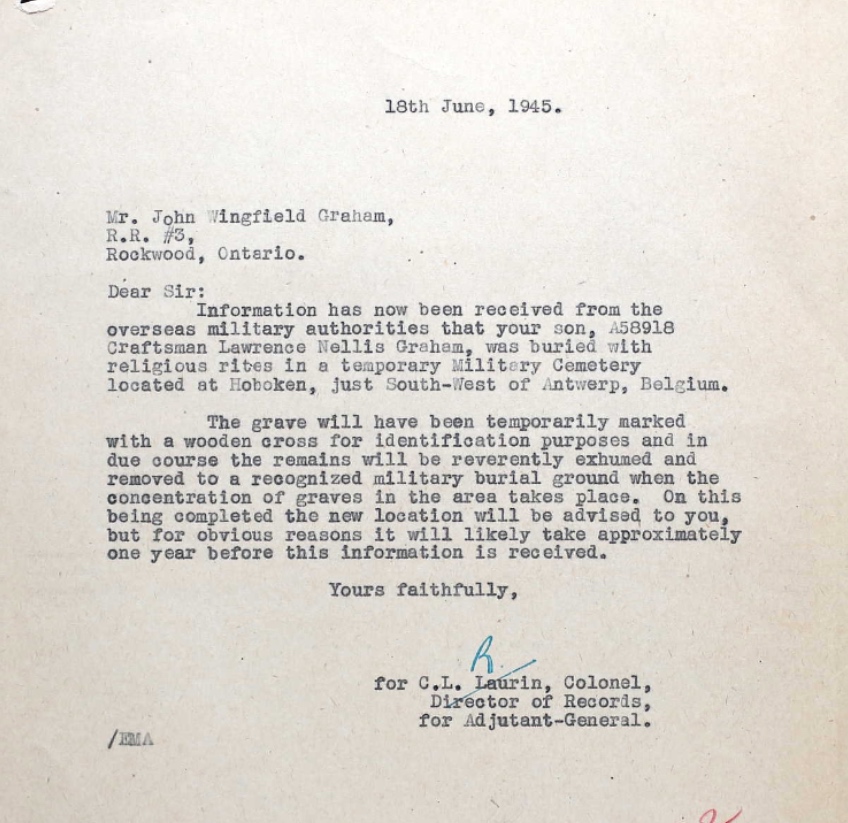 18th June, 1945.
Mr. John Wingfield Graham,
R.R. #3,
Rockwood, Ontario.
Dear Sir:
Information has now been received from the
overseas military authorities that your son, A58918
Craftsman Lawrence Nellis Graham, was buried with
religious rites in a temporary Military Cemetery
located at Hoboken, just South-West of Antwerp, Belgium.
The grave will have been temporarily marked
with a wooden cross for identification purposes and in
due course the remains will be reverently exhumed and
removed to a recognized military burial ground when the
concentration of graves in the area takes place. On this
being completed the new location will be advised to you,
but for obvious reasons it will likely take approximately
one year before this information is received.
Yours faithfully,
R
for C.L. Laurin, Colonel,
Director of Records,
for Adjutant-General.
/EMA